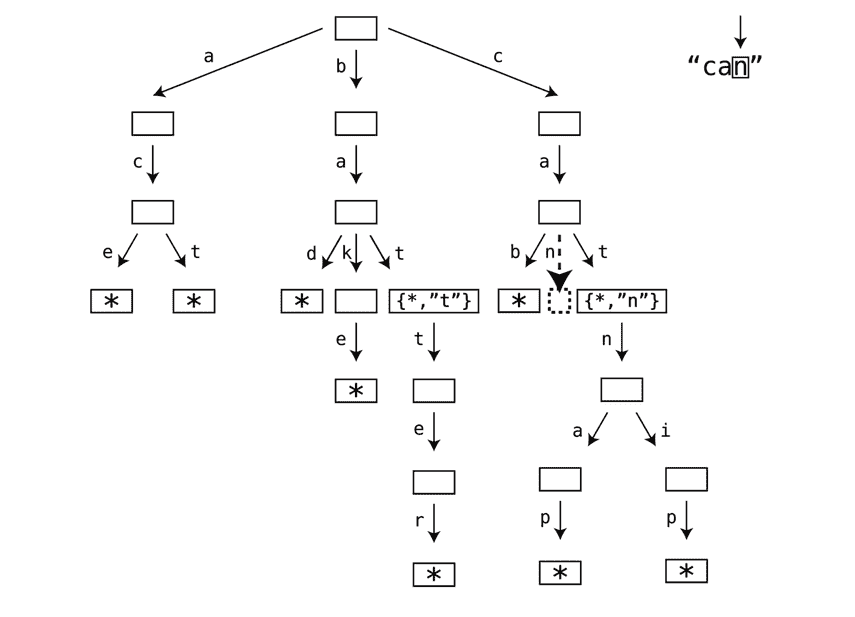 a b c
“can”
c a a
e t d k t b n t
* * * {*,”t”} * {*,”n”}
e t n
*
e a i
r p p
* * *